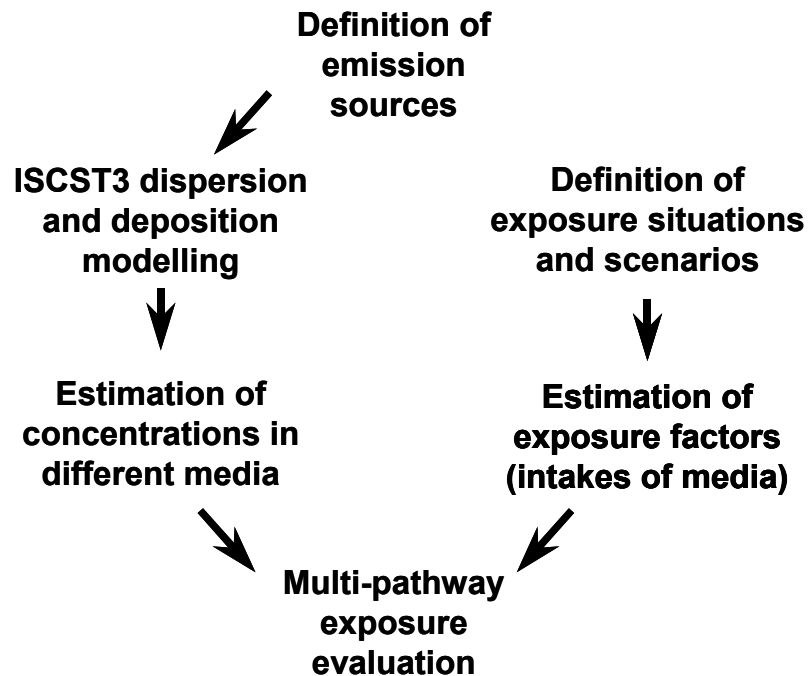 Definition of
emission
sources
ISCST3 dispersion
and deposition
modelling
Definition of
exposure situations
and scenarios
Estimation of
concentrations in
different media
Estimation of
exposure factors
(intakes of media)
Multi-pathway
exposure
evaluation